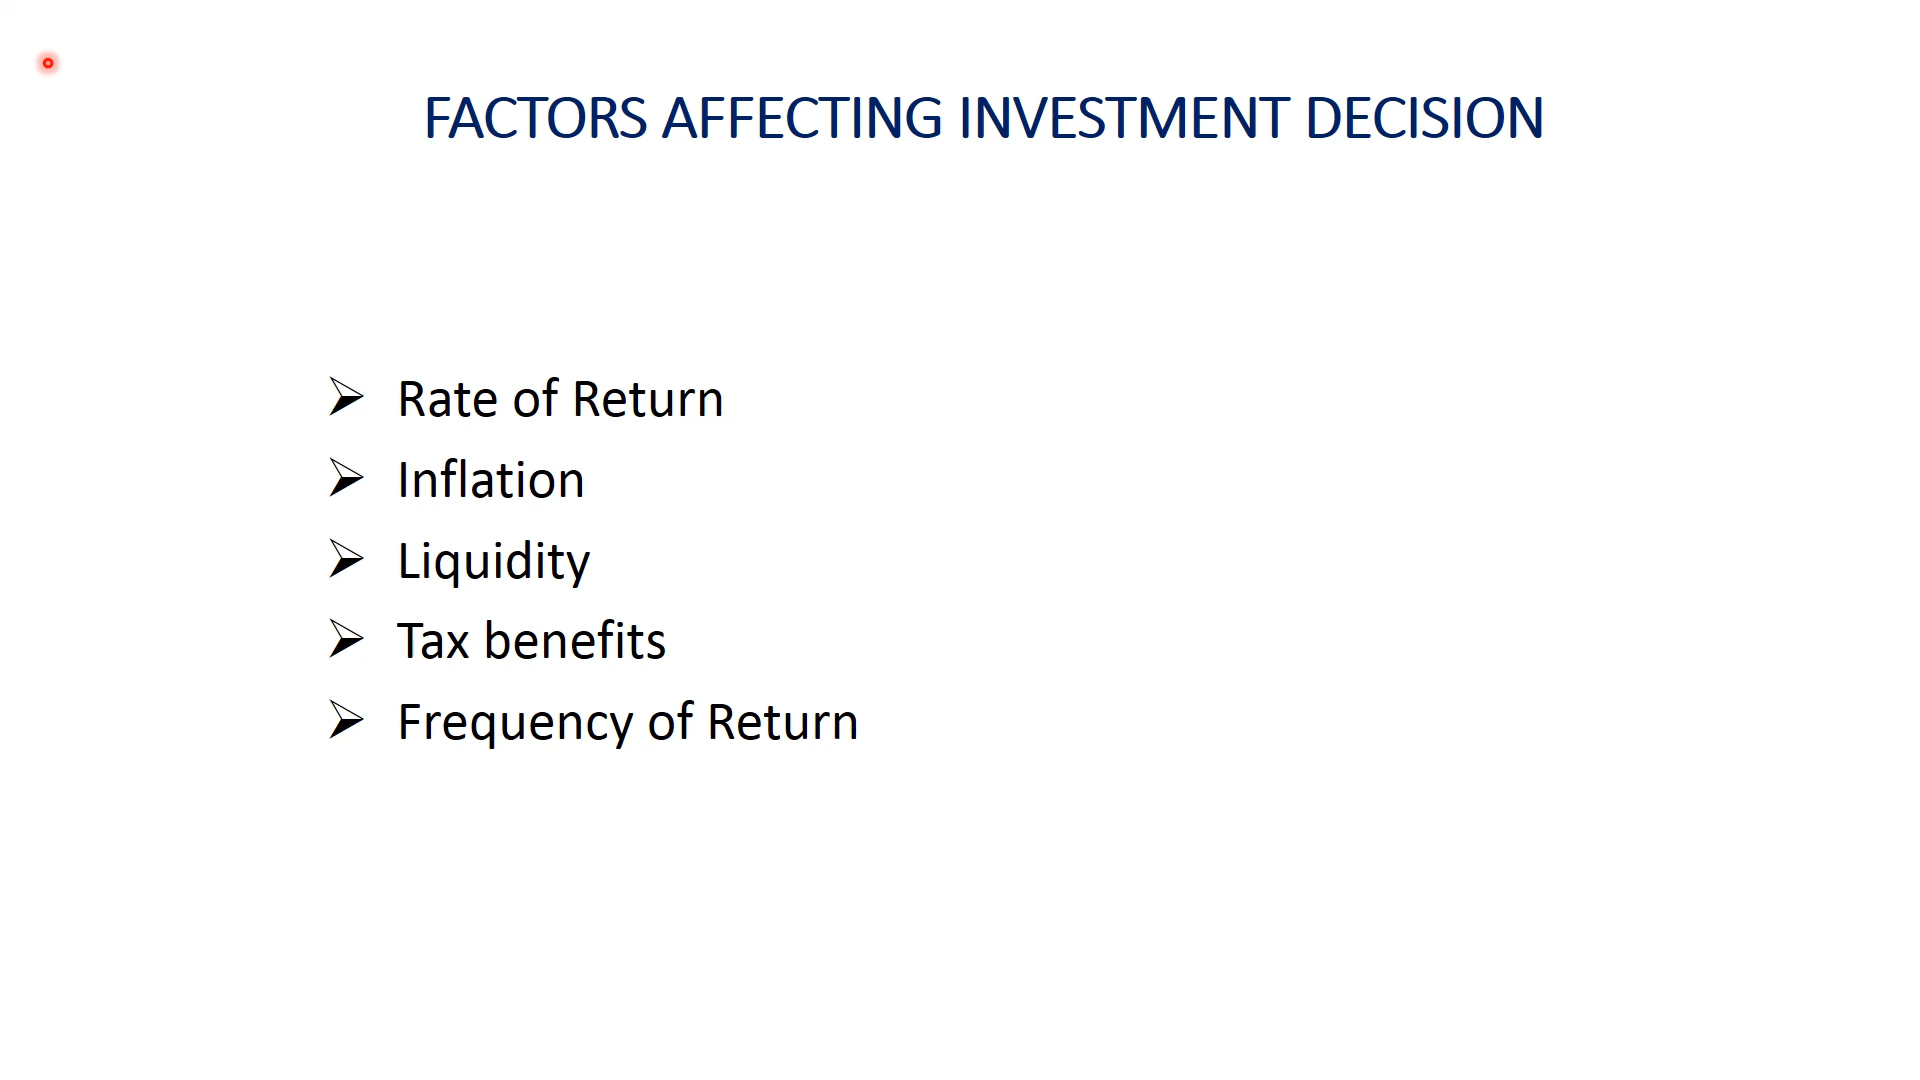 FACTORS AFFECTING INVESTMENT DECISION
Rate of Return
Inflation
Liquidity
Tax benefits
Frequency of Return